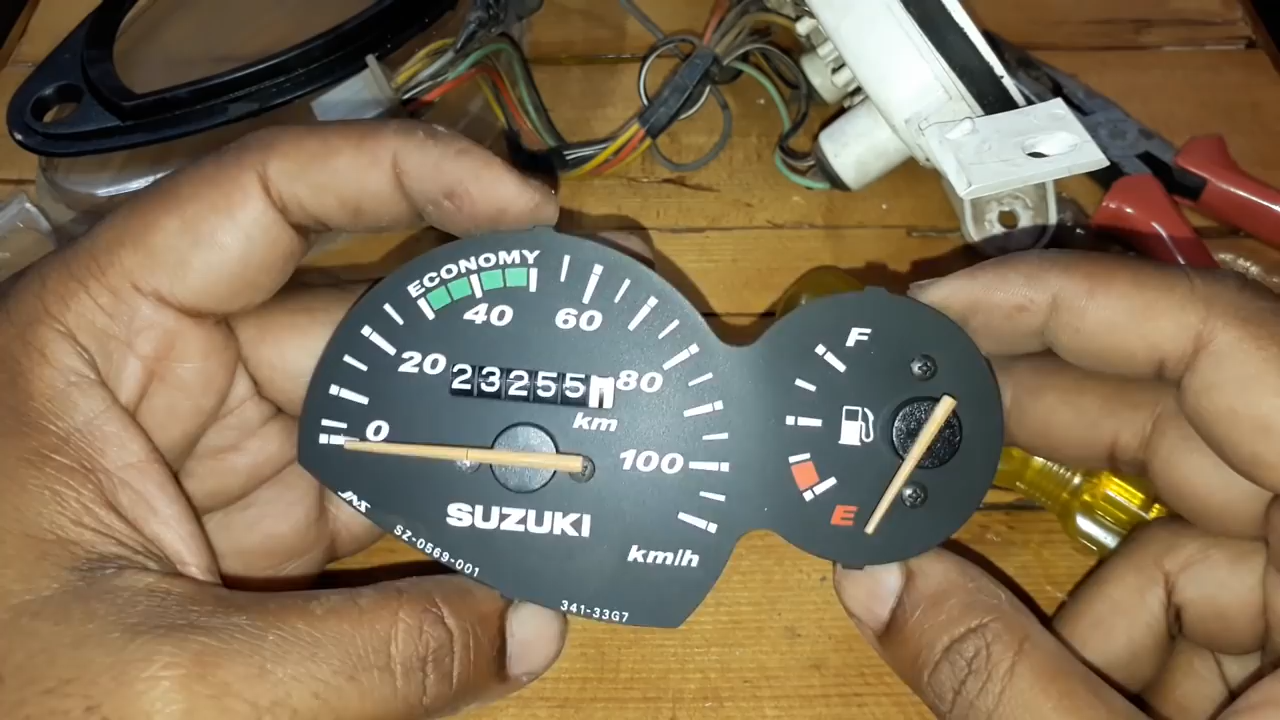 ECONOMY
0
20
40
60
80
100
23255
km
SUZUKI
km/h
SZ-0569-001
341-33G7
F
E